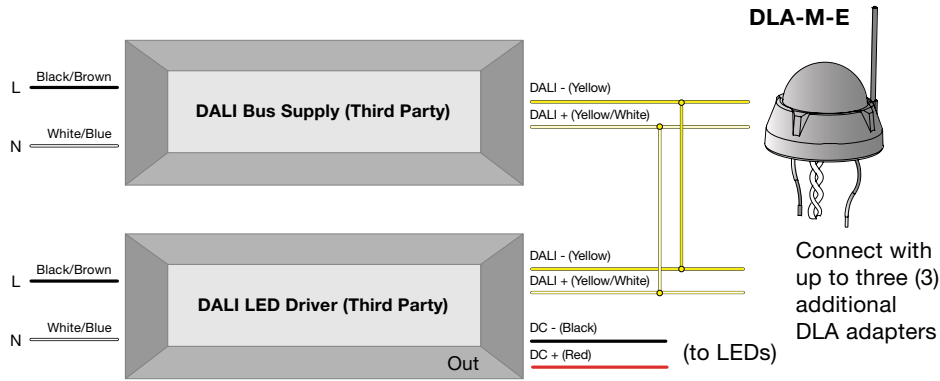 DLA-M-E
L
Black/Brown
DALI Bus Supply (Third Party)
DALI - (Yellow)
DALI + (Yellow/White)
N
White/Blue
L
Black/Brown
DALI LED Driver (Third Party)
DALI - (Yellow)
DALI + (Yellow/White)
N
White/Blue
DC - (Black)
DC + (Red)
Out
(to LEDs)
Connect with
up to three (3)
additional
DLA adapters